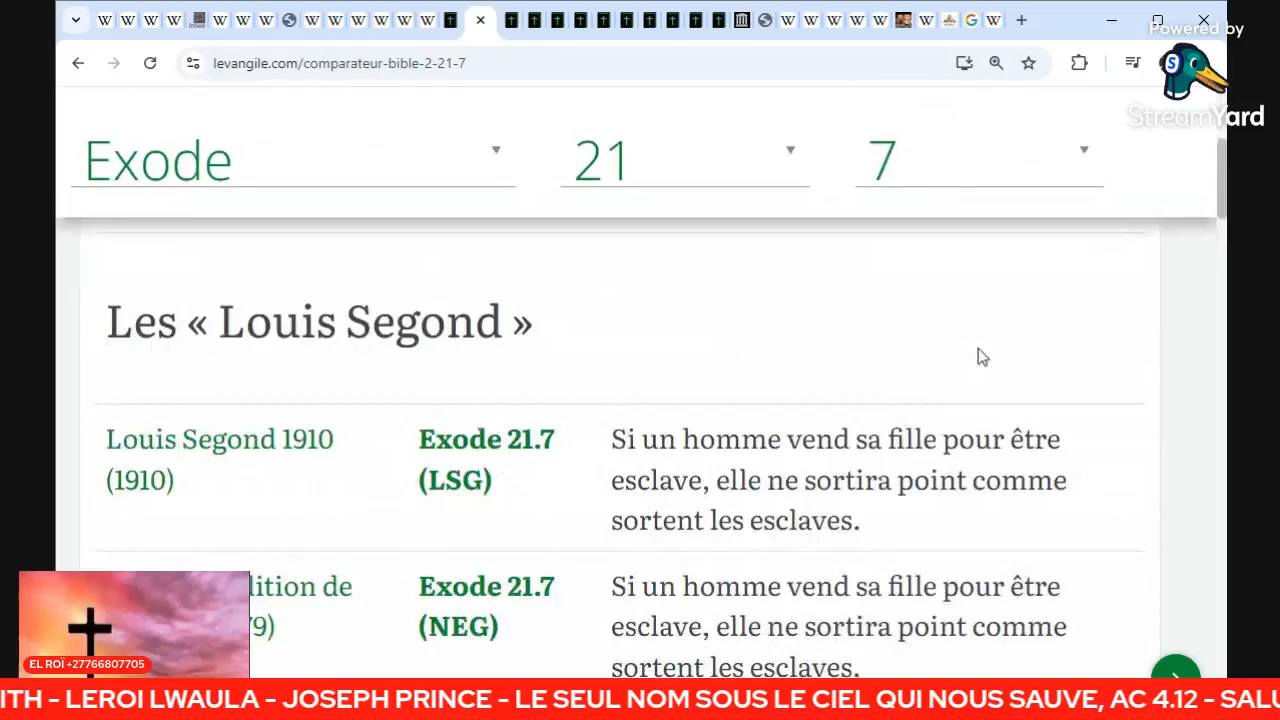 levangile.com/comparateur-bible-2-21-7
Powered by
StreamYard
Exode 21 7
Les « Louis Segond »
Louis Segond 1910
(1910)
Exode 21.7
(LSG)
Si un homme vend sa fille pour être
esclave, elle ne sortira point comme
sortent les esclaves.
lition de
79)
Exode 21.7
(NEG)
Si un homme vend sa fille pour être
esclave, elle ne sortira point comme
sortent les esclaves.
EL ROÏ +27766807705
ITH - LEROI LWAULA - JOSEPH PRINCE - LE SEUL NOM SOUS LE CIEL QUI NOUS SAUVE, AC 4.12 - SALU